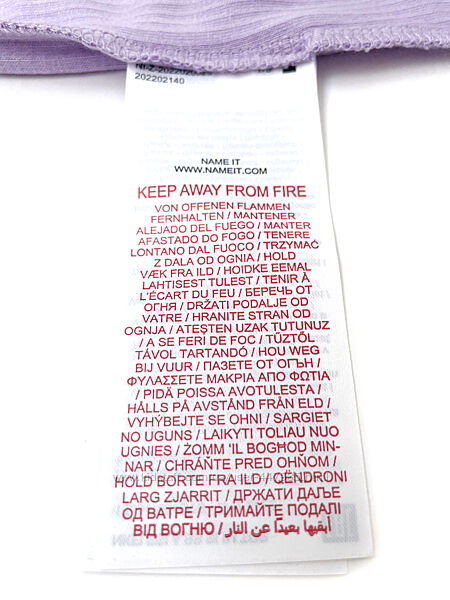 202202140
NAME IT
WWW.NAMEIT.COM
KEEP AWAY FROM FIRE
VON OFFENEN FLAMMEN
FERNHALTEN / MANTENER
ALEJADO DEL FUEGO / MANTER
AFASTADO DO FOGO / TENERE
LONTANO DAL FUOCO / TRZYMAĆ
Z DALA OD OGNIA / HOLD
VÆK FRA ILD / HOIDKE EEMAL
LAHTISEST TULEST / TENIR À
L'ÉCART DU FEU / БЕРЕЧЬ ОТ
ОГНЯ / DRŽATI PODALJE OD
VATRE / HRANITE STRAN OD
OGNJA / ATEŞTEN UZAK TUTUNUZ
/ A SE FERI DE FOC / TŰZTŐL
TÁVOL TARTANDÓ / HOU WEG
BIJ VUUR / ПАЗЕТЕ ОТ ОГЪН /
ΦΥΛΑΣΣΕΤΕ ΜΑΚΡΙΑ ΑΠΟ ΦΩΤΙΑ
/ PIDÄ POISSA AVOTULESTA /
HÅLLS PÅ AVSTÅND FRÅN ELD /
VYHÝBEJTE SE OHNI / SARGIET
NO UGUNS / LAIKYTI TOLIAU NUO
UGNIES / ŻOMM 'IL BOGĦOD MIN-
NAR / CHRÁŇTE PRED OHŇOM /
HOLD BORTE FRA ILD / QËNDRONI
LARG ZJARRIT / ДРЖАТИ ДАЉЕ
ОД ВАТРЕ / ТРИМАЙТЕ ПОДАЛІ
ВІД ВОГНЮ / أبقيها بعيدًا عن النار